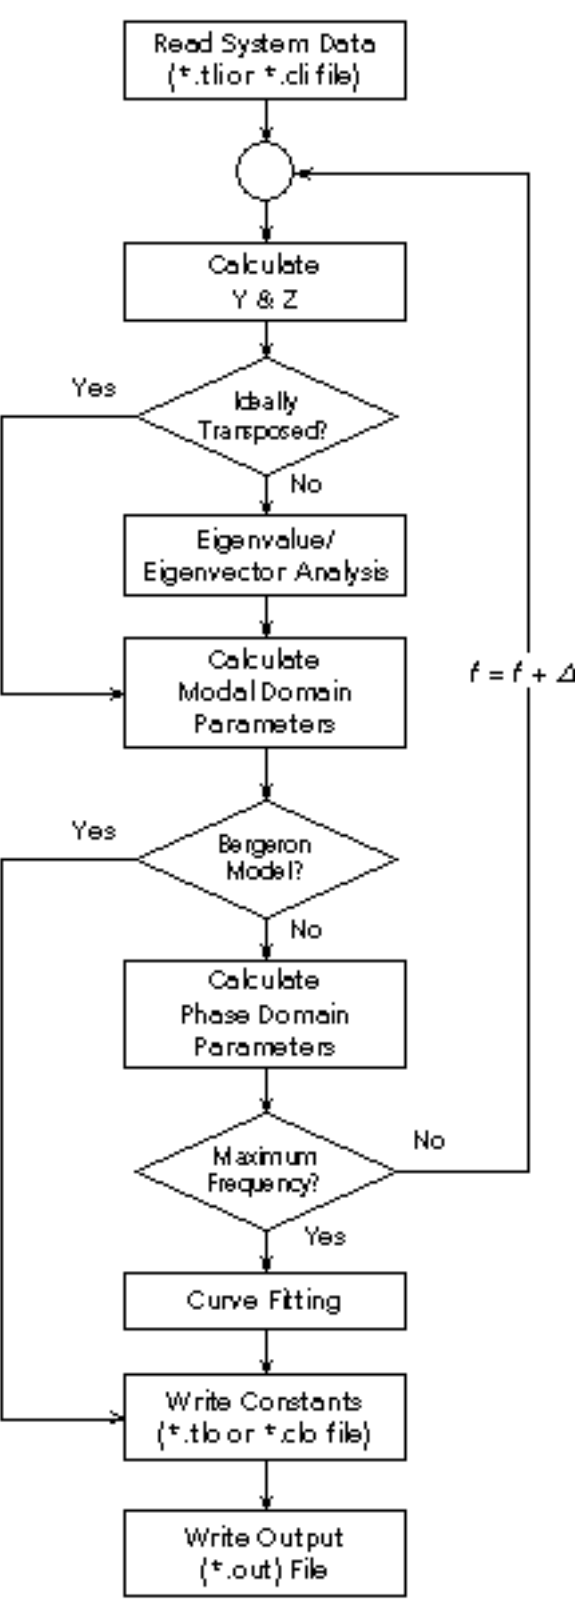 Read System Data
(*.tli or *.cli file)
Calculate
Y & Z
Yes
Ideally
Transposed?
No
Eigenvalue/
Eigenvector Analysis
Calculate
Modal Domain
Parameters
f = f + Δ
Yes
Bergeron
Model?
No
Calculate
Phase Domain
Parameters
No
Maximum
Frequency?
Yes
Curve Fitting
Write Constants
(*.tlo or *.clo file)
Write Output
(*.out) File